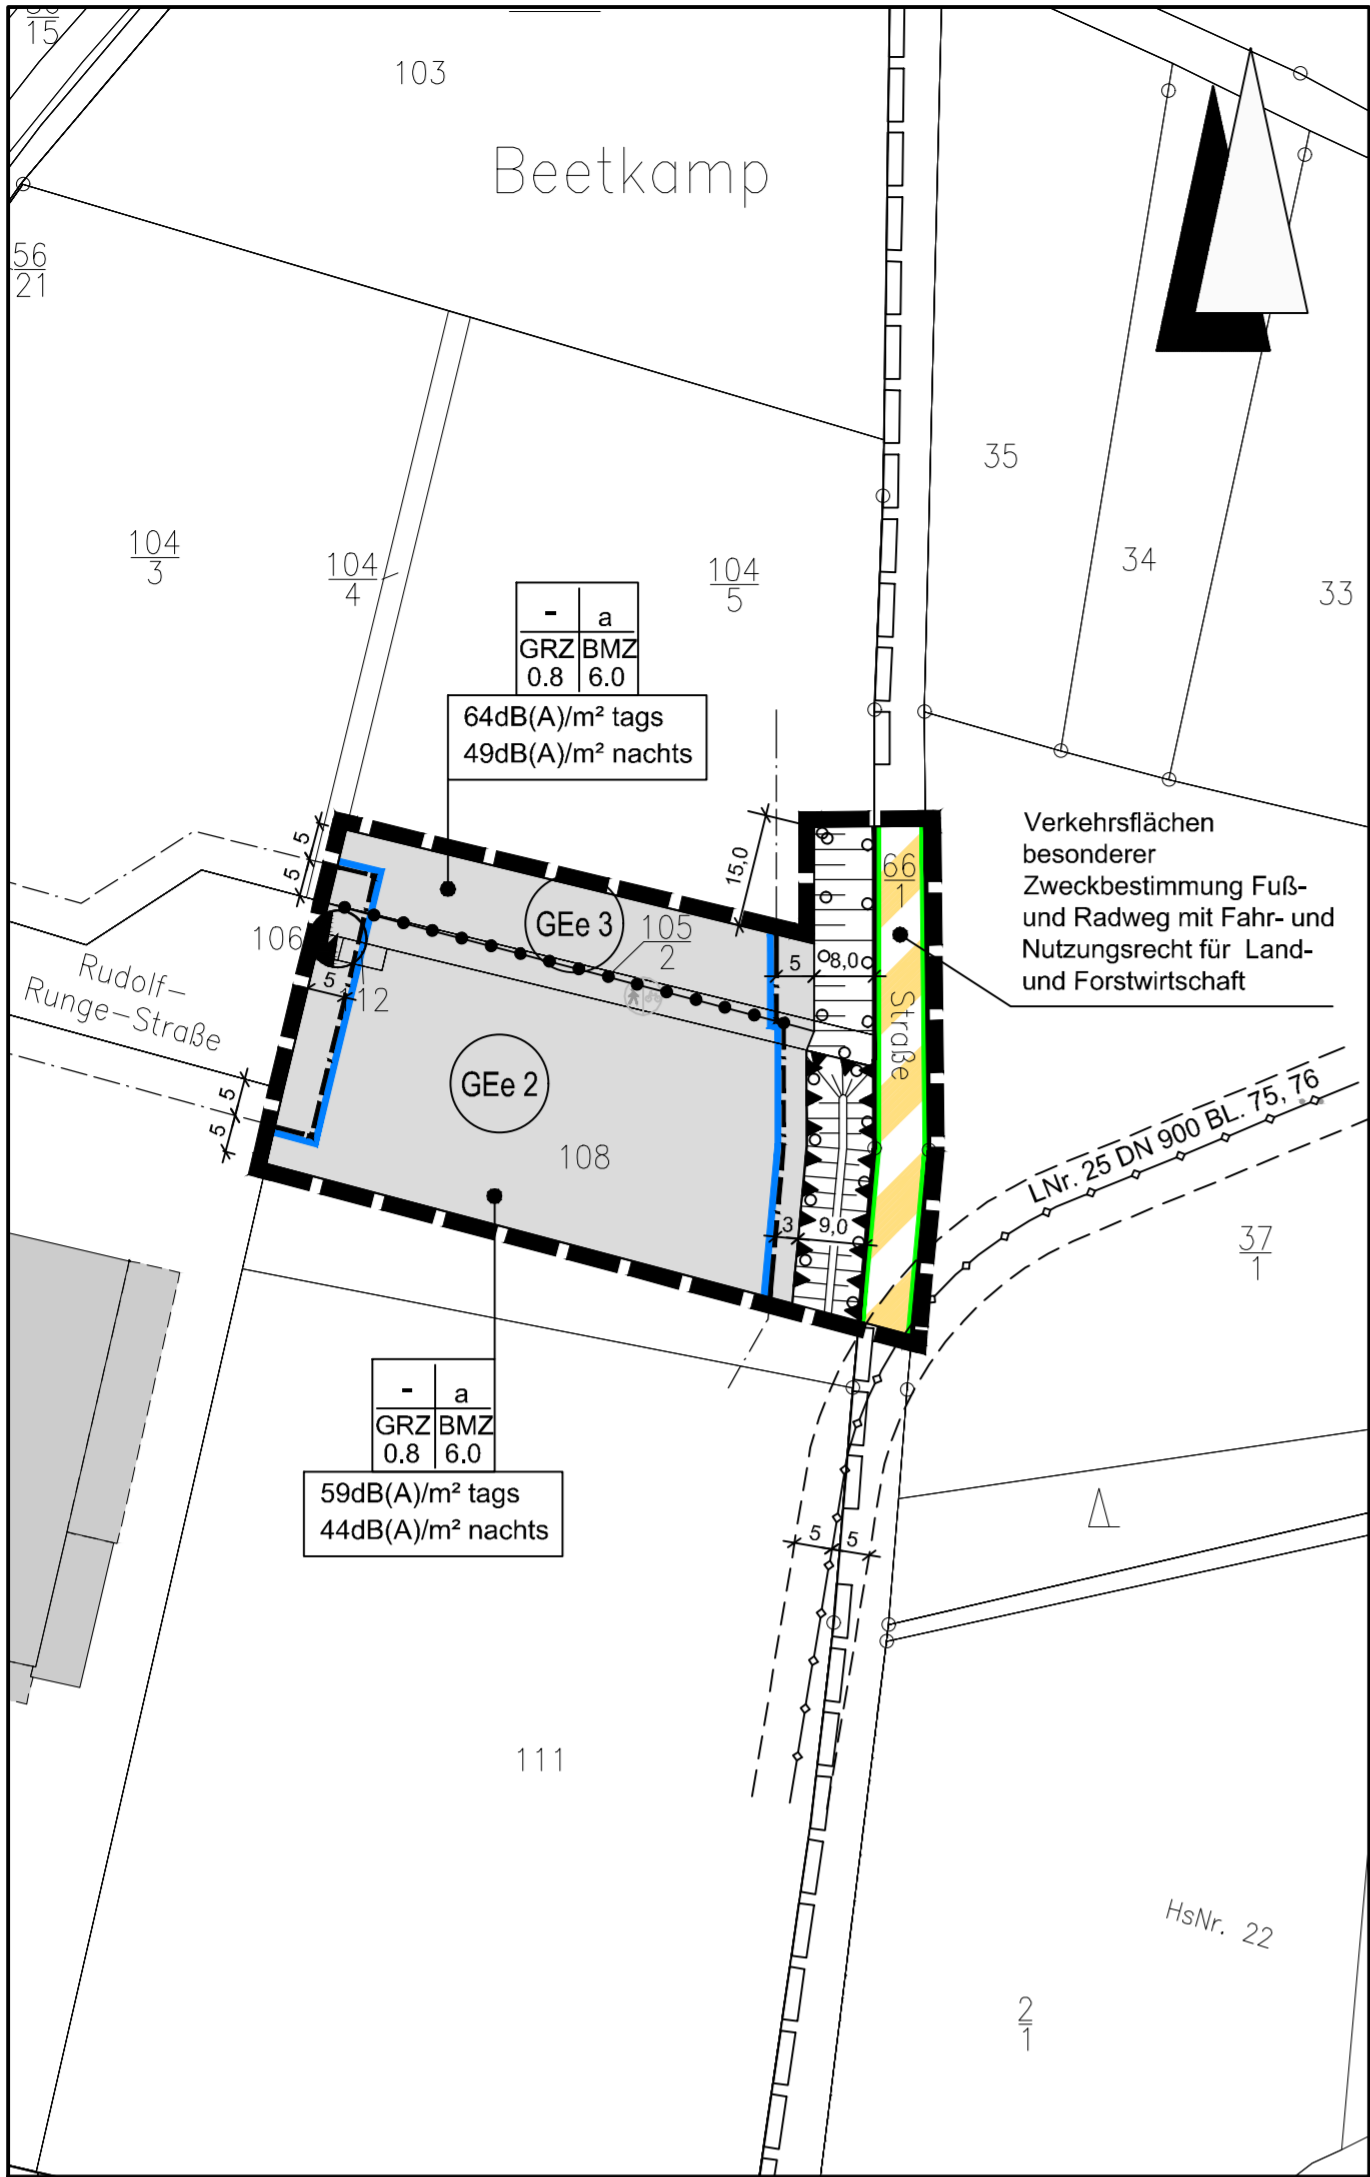 15
103
Beetkamp
56
21
35
34
33
104
3
104
4
104
5
- a
GRZ BMZ
0.8 6.0
64dB(A)/m² tags
49dB(A)/m² nachts
Verkehrsflächen
besonderer
Zweckbestimmung Fuß-
und Radweg mit Fahr- und
Nutzungsrecht für Land-
und Forstwirtschaft
5
5
15,0
66
1
GEe 3
105
2
106
5
8,0
Straße
Rudolf-
Runge-Straße
5
112
GEe 2
5
5
108
LNr. 25 DN 900 BL. 75, 76
3
9,0
37
1
- a
GRZ BMZ
0.8 6.0
59dB(A)/m² tags
44dB(A)/m² nachts
5
5
111
HsNr. 22
2
1